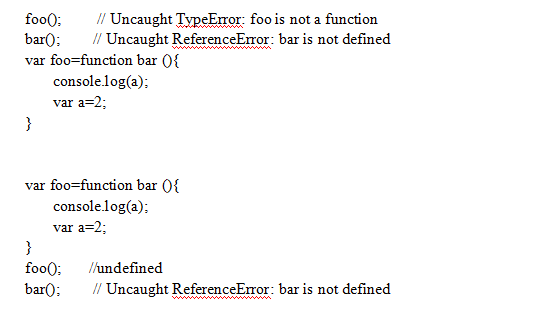 foo();        // Uncaught TypeError: foo is not a function
bar();       // Uncaught ReferenceError: bar is not defined
var foo=function bar (){
    console.log(a);
    var a=2;
}
var foo=function bar (){
    console.log(a);
    var a=2;
}
foo();      //undefined
bar();       // Uncaught ReferenceError: bar is not defined